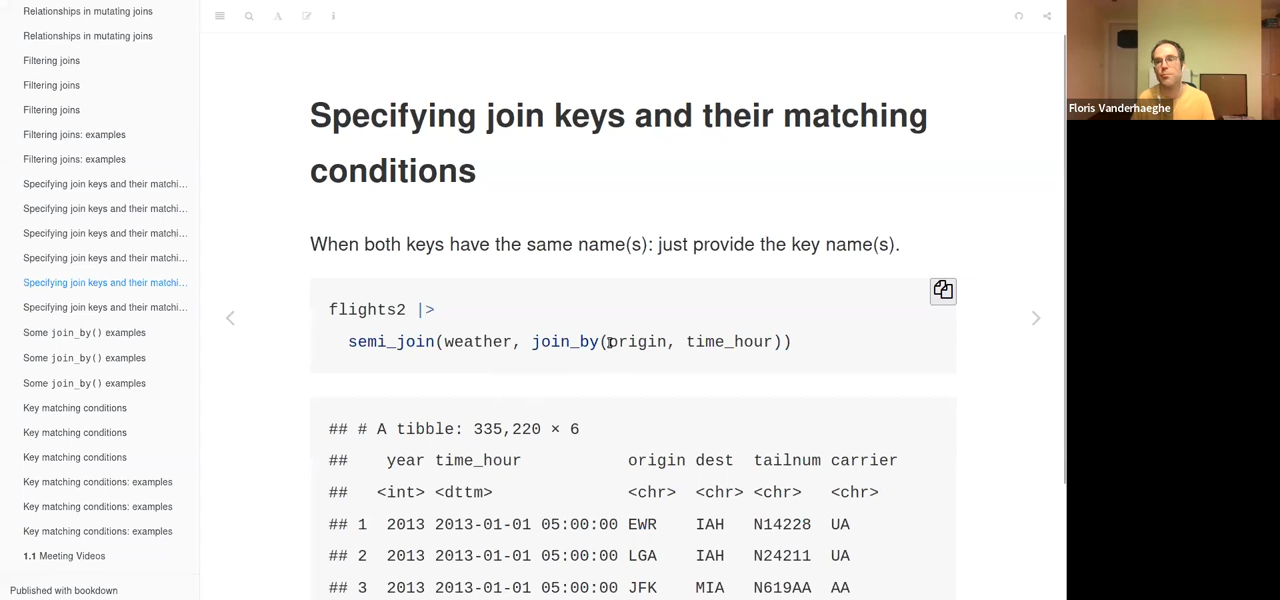 Relationships in mutating joins
Relationships in mutating joins
Filtering joins
Filtering joins
Filtering joins
Filtering joins: examples
Filtering joins: examples
Specifying join keys and their matchi...
Specifying join keys and their matchi...
Specifying join keys and their matchi...
Specifying join keys and their matchi...
Specifying join keys and their matchi...
Specifying join keys and their matchi...
Some join_by() examples
Some join_by() examples
Some join_by() examples
Key matching conditions
Key matching conditions
Key matching conditions
Key matching conditions: examples
Key matching conditions: examples
Key matching conditions: examples
1.1 Meeting Videos
Published with bookdown
Specifying join keys and their matching
conditions
When both keys have the same name(s): just provide the key name(s).
flights2 |>
semi_join(weather, join_by(origin, time_hour))
## # A tibble: 335,220 × 6
## year time_hour origin dest tailnum carrier
## <int> <dttm> <chr> <chr> <chr> <chr>
## 1 2013 2013-01-01 05:00:00 EWR IAH N14228 UA
## 2 2013 2013-01-01 05:00:00 LGA IAH N24211 UA
## 3 2013 2013-01-01 05:00:00 JFK MIA N619AA AA
Floris Vanderhaeghe